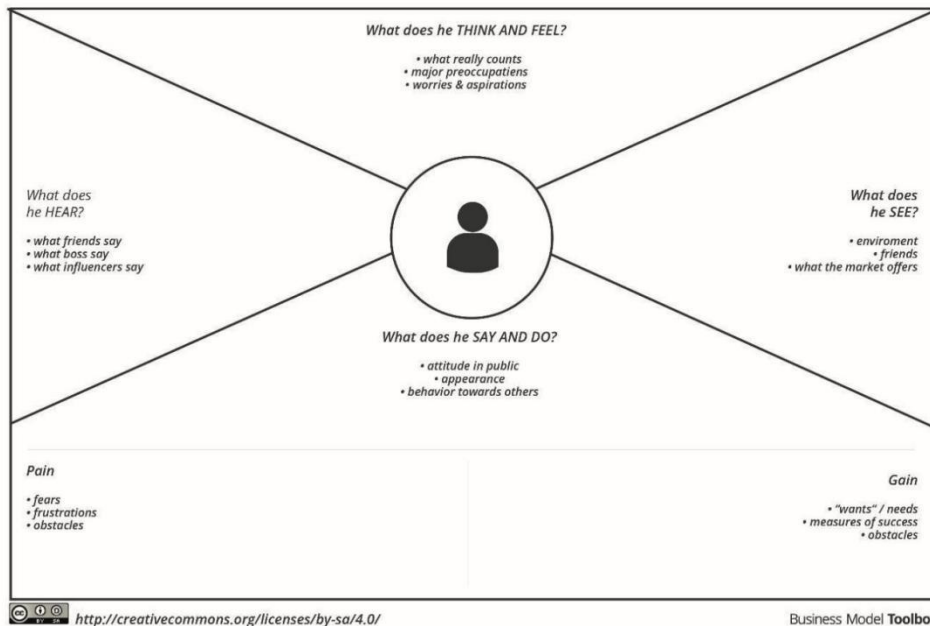 What does he THINK AND FEEL?
• what really counts
• major preoccupatiens
• worries & aspirations
What does
he HEAR?
• what friends say
• what boss say
• what influencers say
What does
he SEE?
• enviroment
• friends
• what the market offers
What does he SAY AND DO?
• attitude in public
• appearance
• behavior towards others
Pain
• fears
• frustrations
• obstacles
Gain
• "wants" / needs
• measures of success
• obstacles
cc BY SA
http://creativecommons.org/licenses/by-sa/4.0/
Business Model Toolbo